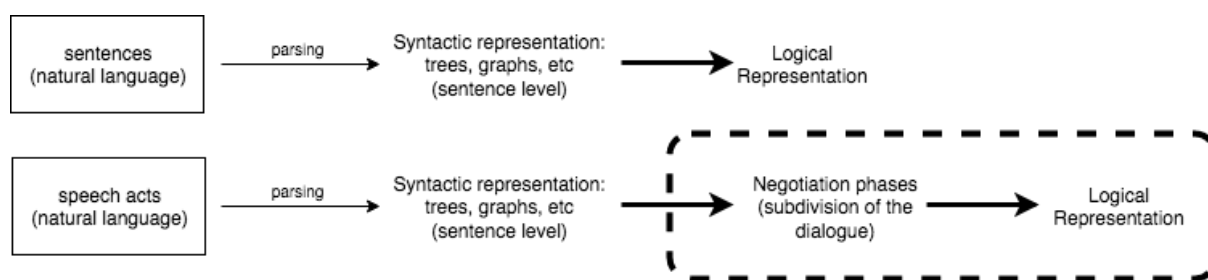 sentences
(natural language)
parsing
Syntactic representation:
trees, graphs, etc
(sentence level)
Logical
Representation
speech acts
(natural language)
parsing
Syntactic representation:
trees, graphs, etc
(sentence level)
Negotiation phases
(subdivision of the
dialogue)
Logical
Representation